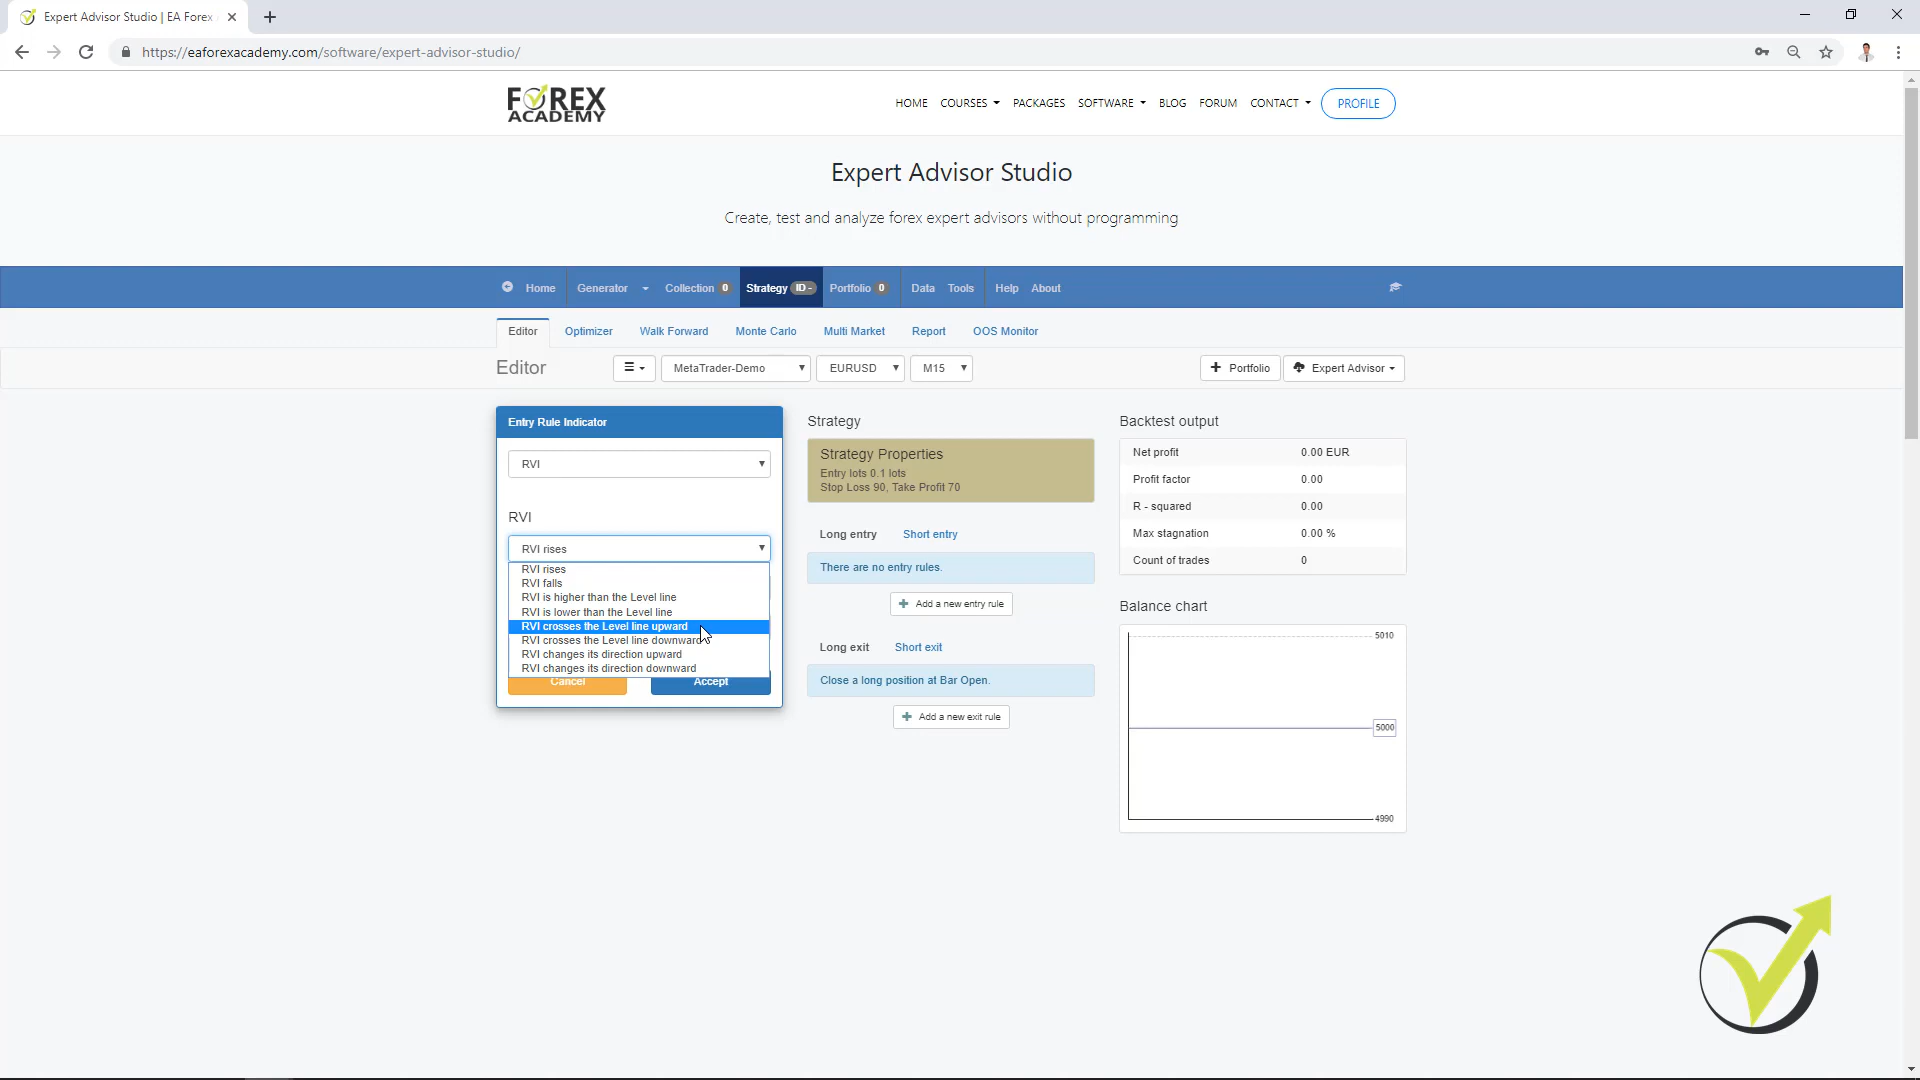 Expert Advisor Studio | EA Forex
https://eaforexacademy.com/software/expert-advisor-studio/
FOREX
ACADEMY
HOME COURSES PACKAGES SOFTWARE BLOG FORUM CONTACT PROFILE
Expert Advisor Studio
Create, test and analyze forex expert advisors without programming
Home Generator Collection 0 Strategy ID - Portfolio 0 Data Tools Help About
Editor Optimizer Walk Forward Monte Carlo Multi Market Report OOS Monitor
Editor MetaTrader-Demo EURUSD M15 Portfolio Expert Advisor
Entry Rule Indicator
RVI
RVI
RVI rises
RVI rises
RVI falls
RVI is higher than the Level line
RVI is lower than the Level line
RVI crosses the Level line upward
RVI crosses the Level line downward
RVI changes its direction upward
RVI changes its direction downward
Cancel Accept
Strategy
Strategy Properties
Entry lots 0.1 lots
Stop Loss 90, Take Profit 70
Long entry Short entry
There are no entry rules.
Add a new entry rule
Long exit Short exit
Close a long position at Bar Open.
Add a new exit rule
Backtest output
Net profit 0.00 EUR
Profit factor 0.00
R - squared 0.00
Max stagnation 0.00 %
Count of trades 0
Balance chart
5010
5000
4990